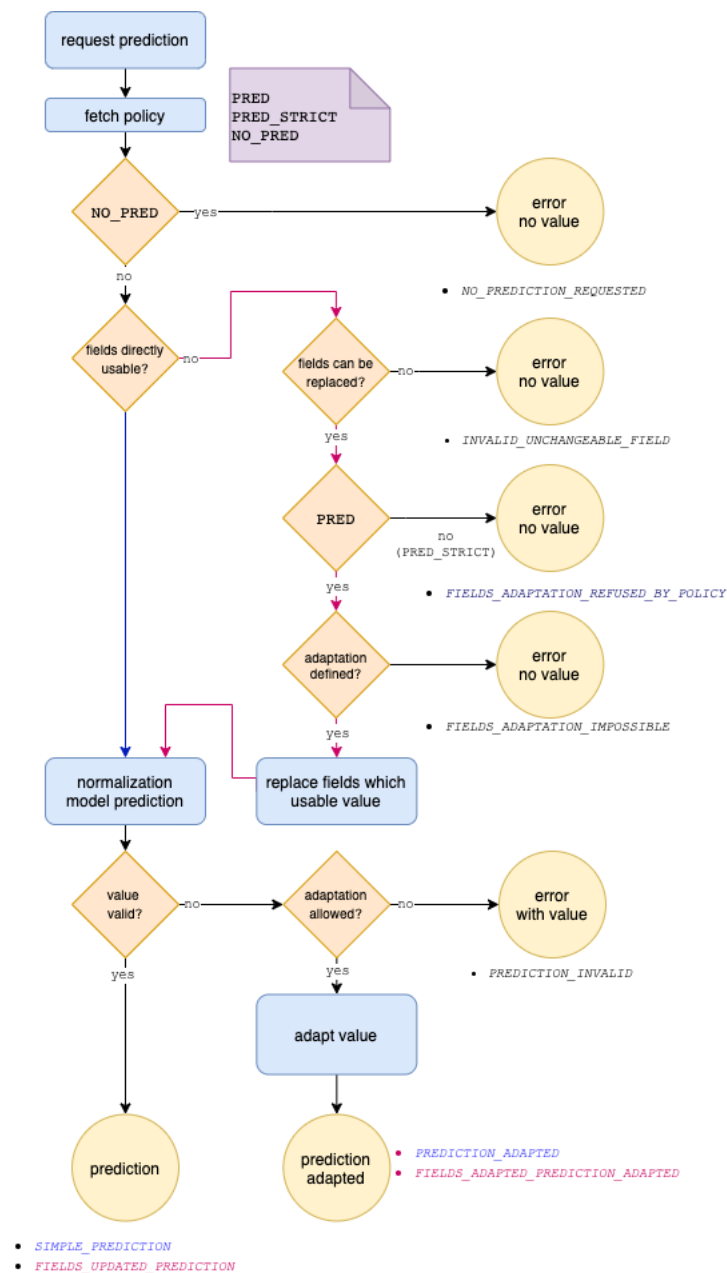 request prediction
fetch policy
PRED
PRED_STRICT
NO_PRED
NO_PRED
yes
error
no value
no
NO_PREDICTION_REQUESTED
fields directly
usable?
no
fields can be
replaced?
no
error
no value
yes
INVALID_UNCHANGEABLE_FIELD
PRED
no
(PRED_STRICT)
error
no value
yes
FIELDS_ADAPTATION_REFUSED_BY_POLICY
adaptation
defined?
error
no value
yes
FIELDS_ADAPTATION_IMPOSSIBLE
normalization
model prediction
replace fields which
usable value
value
valid?
no
adaptation
allowed?
no
error
with value
yes
yes
PREDICTION_INVALID
adapt value
prediction
prediction
adapted
PREDICTION_ADAPTED
FIELDS_ADAPTED_PREDICTION_ADAPTED
SIMPLE_PREDICTION
FIELDS_UPDATED_PREDICTION